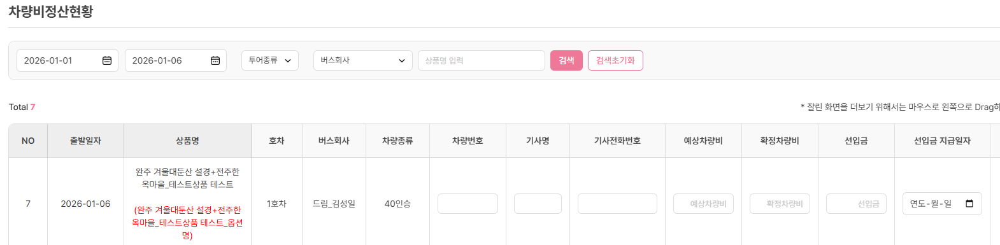 차량비정산현황
2026-01-01 2026-01-06 투어종류 버스회사 상품명 입력 검색 검색초기화
Total 7 * 잘린 화면을 더보기 위해서는 마우스로 왼쪽으로 Drag하
NO 출발일자 상품명 호차 버스회사 차량종류 차량번호 기사명 기사전화번호 예상차량비 확정차량비 선입금 선입금 지급일자
완주 겨울대둔산 설경+전주한
옥마을_테스트상품 테스트
7 2026-01-06 1호차 드림_김성일 40인승 예상차량비 확정차량비 선입금 연도-월-일
(완주 겨울대둔산 설경+전주한
옥마을_테스트상품 테스트_옵션
명)